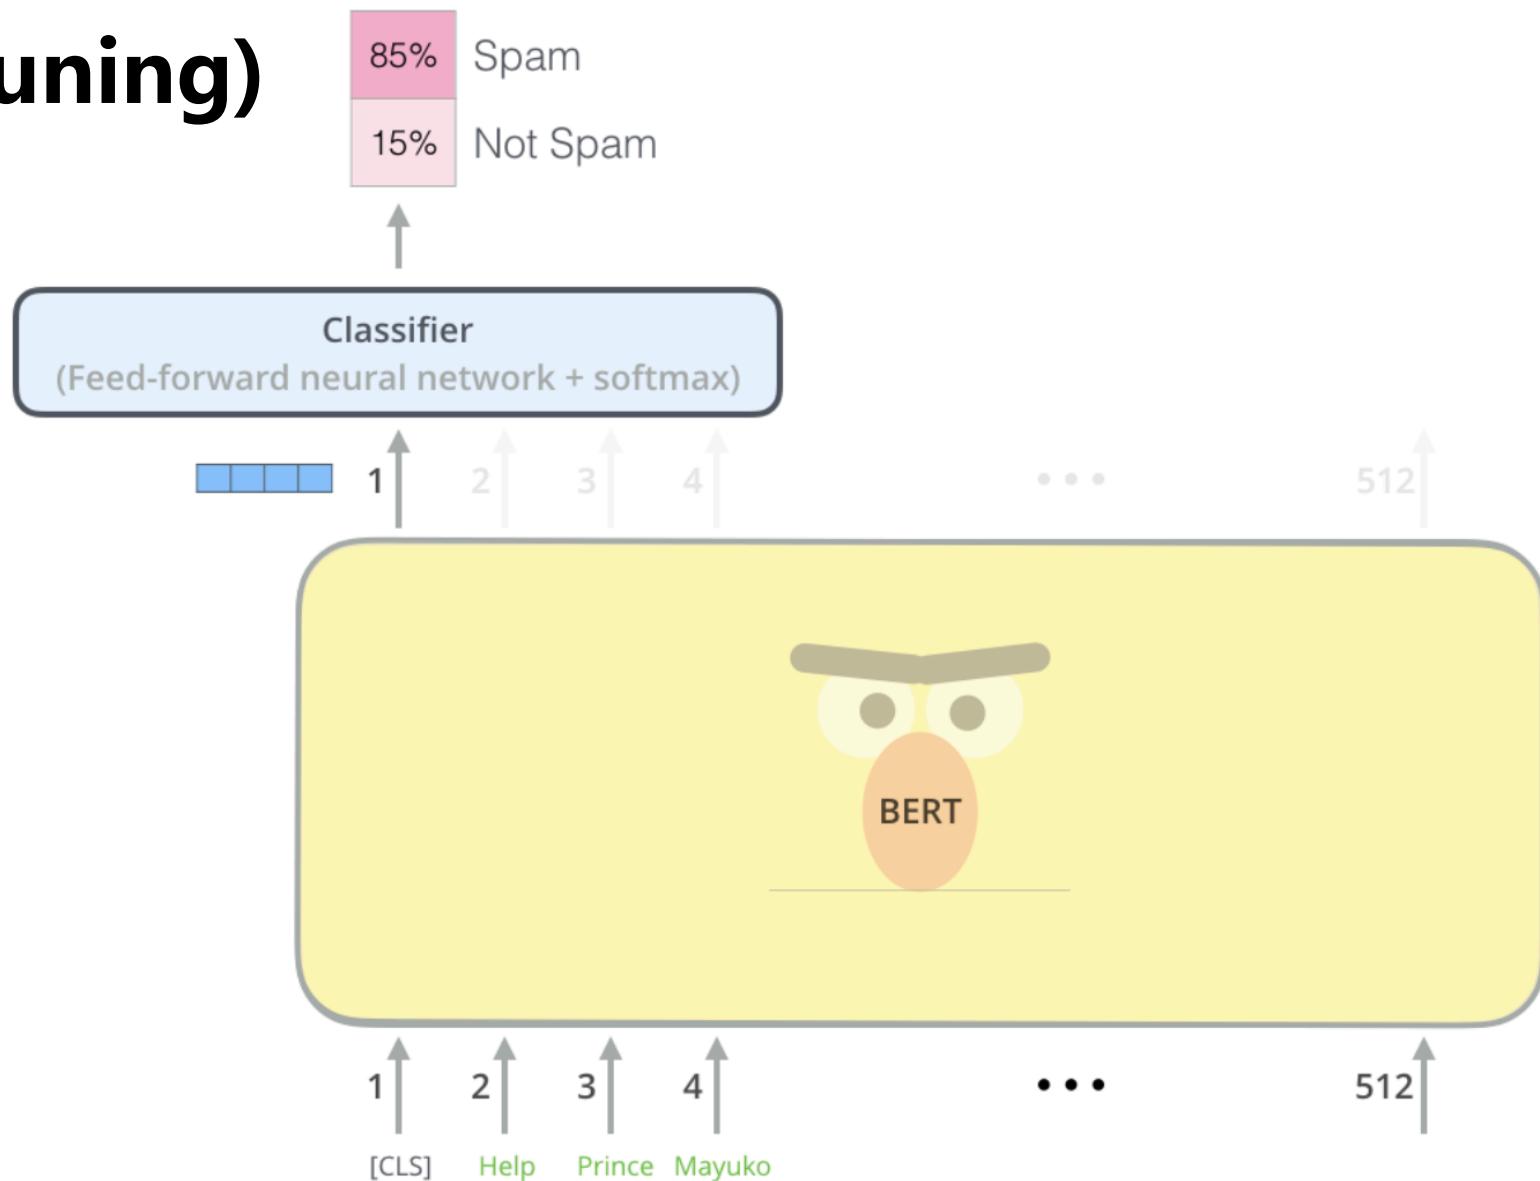 uning)
85% Spam
15% Not Spam
Classifier
(Feed-forward neural network + softmax)
1 2 3 4 ••• 512
BERT
1 2 3 4 ••• 512
[CLS] Help Prince Mayuko